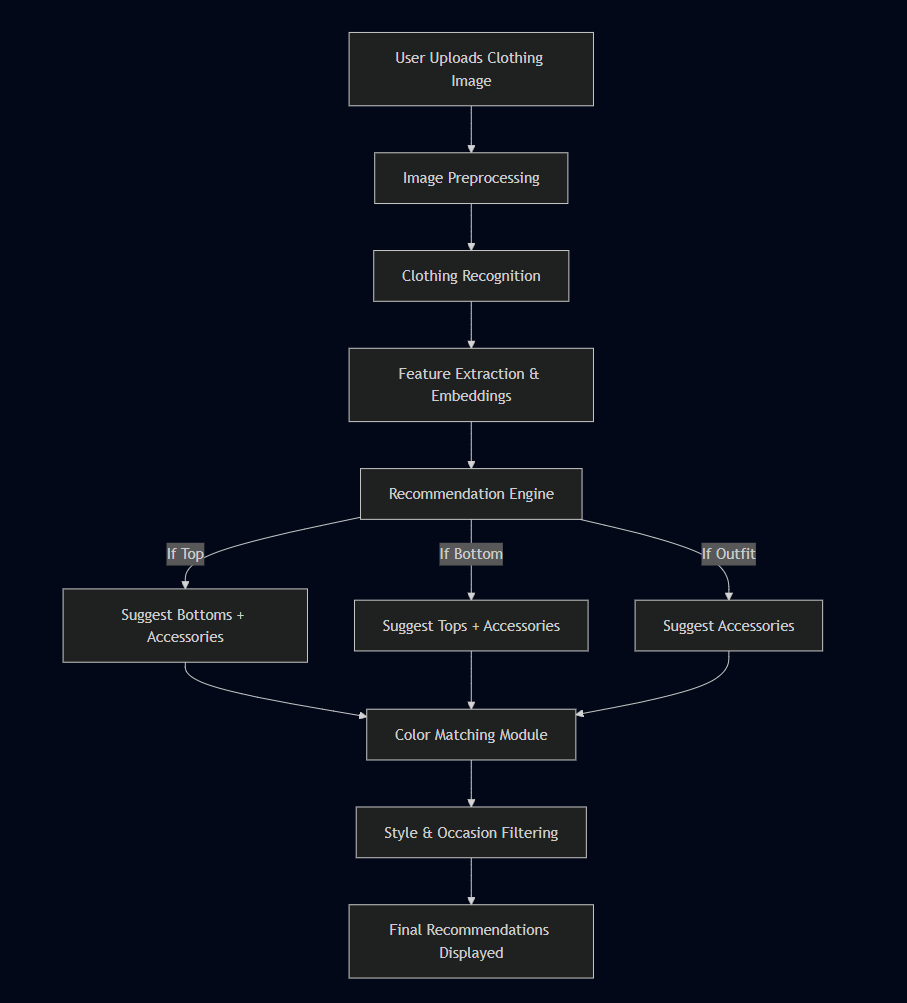 User Uploads Clothing
Image
Image Preprocessing
Clothing Recognition
Feature Extraction &
Embeddings
Recommendation Engine
If Top
If Bottom
If Outfit
Suggest Bottoms +
Accessories
Suggest Tops + Accessories
Suggest Accessories
Color Matching Module
Style & Occasion Filtering
Final Recommendations
Displayed